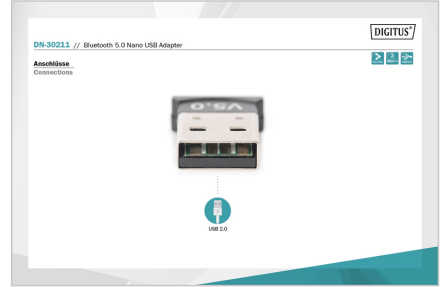 DIGITUS®
DN-30211 // Bluetooth 5.0 Nano USB Adapter
Anschlüsse
Connections
V5.0
USB 2.0